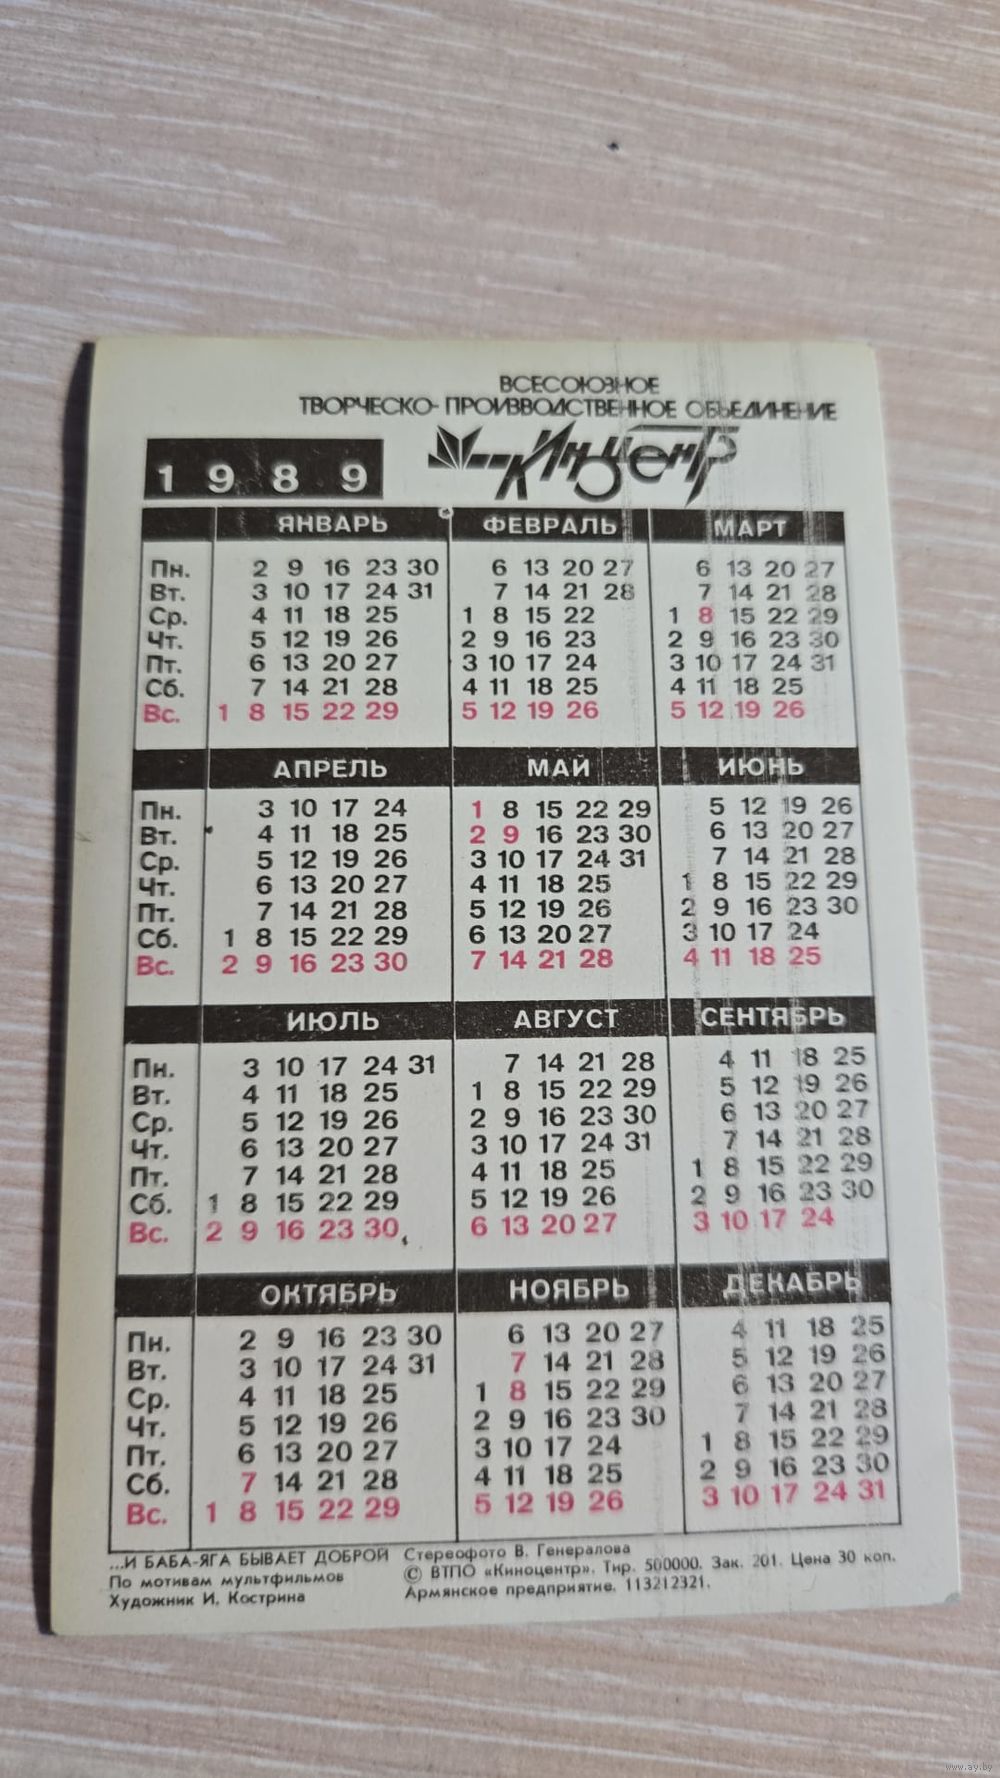 ВСЕСОЮЗНОЕ
ТВОРЧЕСКО-ПРОИЗВОДСТВЕННОЕ ОБЪЕДИНЕНИЕ
1989 Киноцентр
ЯНВАРЬ ФЕВРАЛЬ МАРТ
Пн. 2 9 16 23 30 6 13 20 27 6 13 20 27
Вт. 3 10 17 24 31 7 14 21 28 7 14 21 28
Ср. 4 11 18 25 1 8 15 22 1 8 15 22 29
Чт. 5 12 19 26 2 9 16 23 2 9 16 23 30
Пт. 6 13 20 27 3 10 17 24 3 10 17 24 31
Сб. 7 14 21 28 4 11 18 25 4 11 18 25
Вс. 1 8 15 22 29 5 12 19 26 5 12 19 26
АПРЕЛЬ МАЙ ИЮНЬ
Пн. 3 10 17 24 1 8 15 22 29 5 12 19 26
Вт. 4 11 18 25 2 9 16 23 30 6 13 20 27
Ср. 5 12 19 26 3 10 17 24 31 7 14 21 28
Чт. 6 13 20 27 4 11 18 25 1 8 15 22 29
Пт. 7 14 21 28 5 12 19 26 2 9 16 23 30
Сб. 1 8 15 22 29 6 13 20 27 3 10 17 24
Вс. 2 9 16 23 30 7 14 21 28 4 11 18 25
ИЮЛЬ АВГУСТ СЕНТЯБРЬ
Пн. 3 10 17 24 31 7 14 21 28 4 11 18 25
Вт. 4 11 18 25 1 8 15 22 29 5 12 19 26
Ср. 5 12 19 26 2 9 16 23 30 6 13 20 27
Чт. 6 13 20 27 3 10 17 24 31 7 14 21 28
Пт. 7 14 21 28 4 11 18 25 1 8 15 22 29
Сб. 1 8 15 22 29 5 12 19 26 2 9 16 23 30
Вс. 2 9 16 23 30 6 13 20 27 3 10 17 24
ОКТЯБРЬ НОЯБРЬ ДЕКАБРЬ
Пн. 2 9 16 23 30 6 13 20 27 4 11 18 25
Вт. 3 10 17 24 31 7 14 21 28 5 12 19 26
Ср. 4 11 18 25 1 8 15 22 29 6 13 20 27
Чт. 5 12 19 26 2 9 16 23 30 7 14 21 28
Пт. 6 13 20 27 3 10 17 24 1 8 15 22 29
Сб. 7 14 21 28 4 11 18 25 2 9 16 23 30
Вс. 1 8 15 22 29 5 12 19 26 3 10 17 24 31
...И БАБА-ЯГА БЫВАЕТ ДОБРОЙ
По мотивам мультфильмов
Художник И. Кострина
Стереофото В. Генералова
© ВТПО «Киноцентр». Тир. 500000. Зак. 201. Цена 30 коп.
Армянское предприятие. 113212321.
www.ay.by